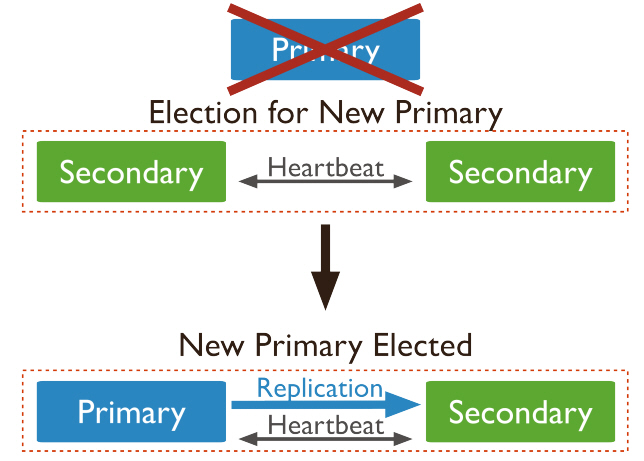 Primary
Election for New Primary
Secondary Heartbeat Secondary
New Primary Elected
Replication
Primary Heartbeat Secondary